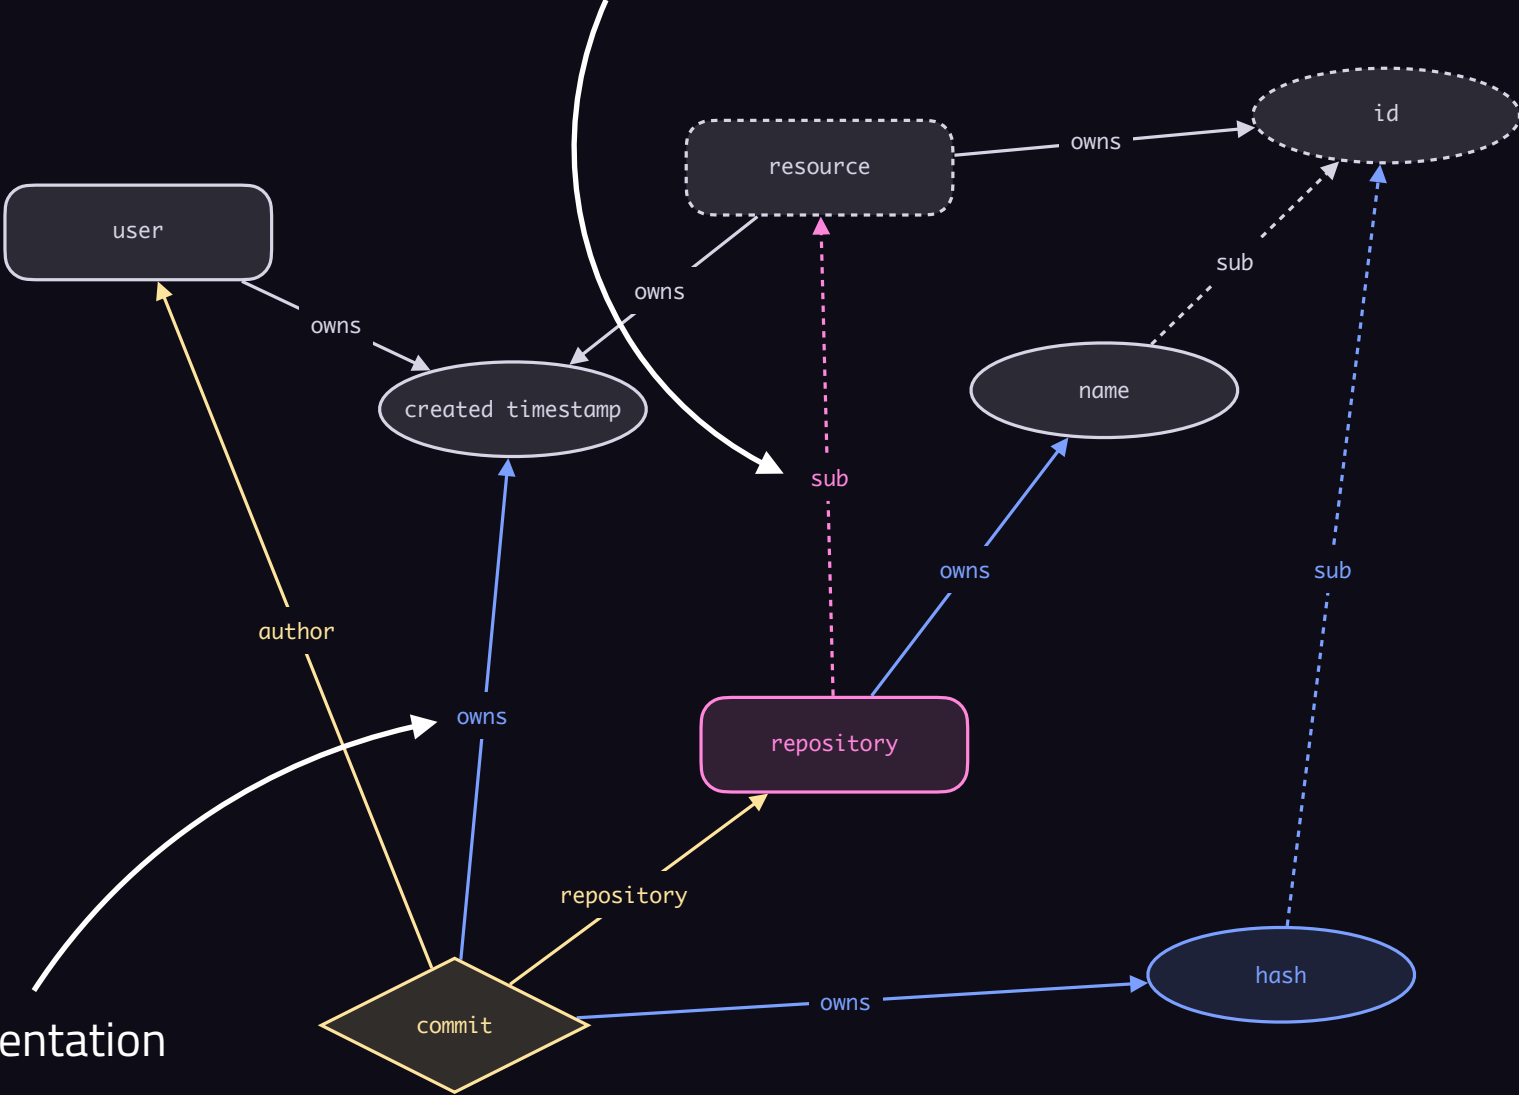 id
owns
resource
user
sub
owns
owns
name
created timestamp
sub
owns
sub
author
owns
repository
repository
hash
owns
commit
entation